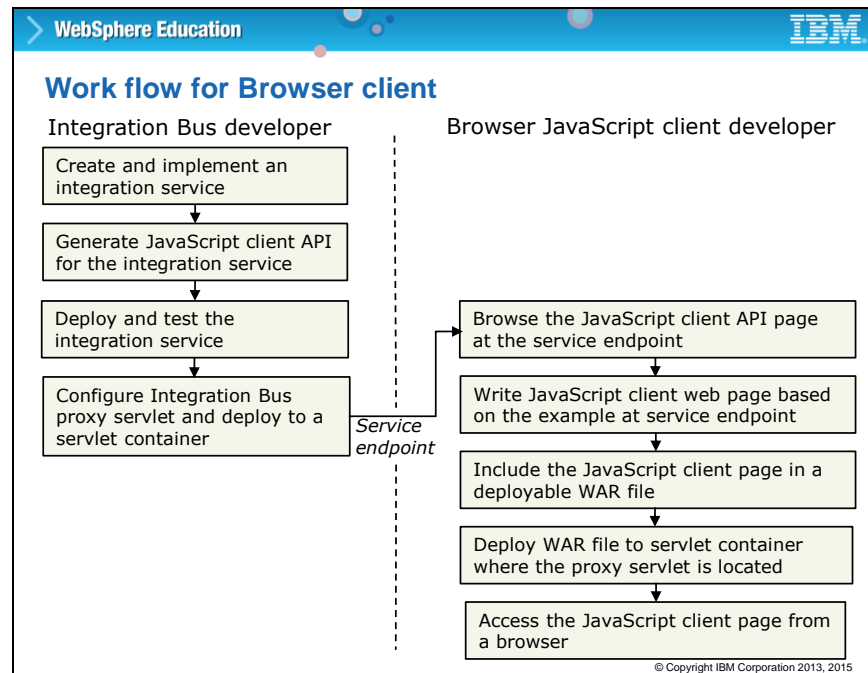 WebSphere Education
IBM
Work flow for Browser client
Integration Bus developer
Create and implement an
integration service
Generate JavaScript client API
for the integration service
Deploy and test the
integration service
Configure Integration Bus
proxy servlet and deploy to a
servlet container
Service
endpoint
Browser JavaScript client developer
Browse the JavaScript client API page
at the service endpoint
Write JavaScript client web page based
on the example at service endpoint
Include the JavaScript client page in a
deployable WAR file
Deploy WAR file to servlet container
where the proxy servlet is located
Access the JavaScript client page from
a browser
© Copyright IBM Corporation 2013, 2015